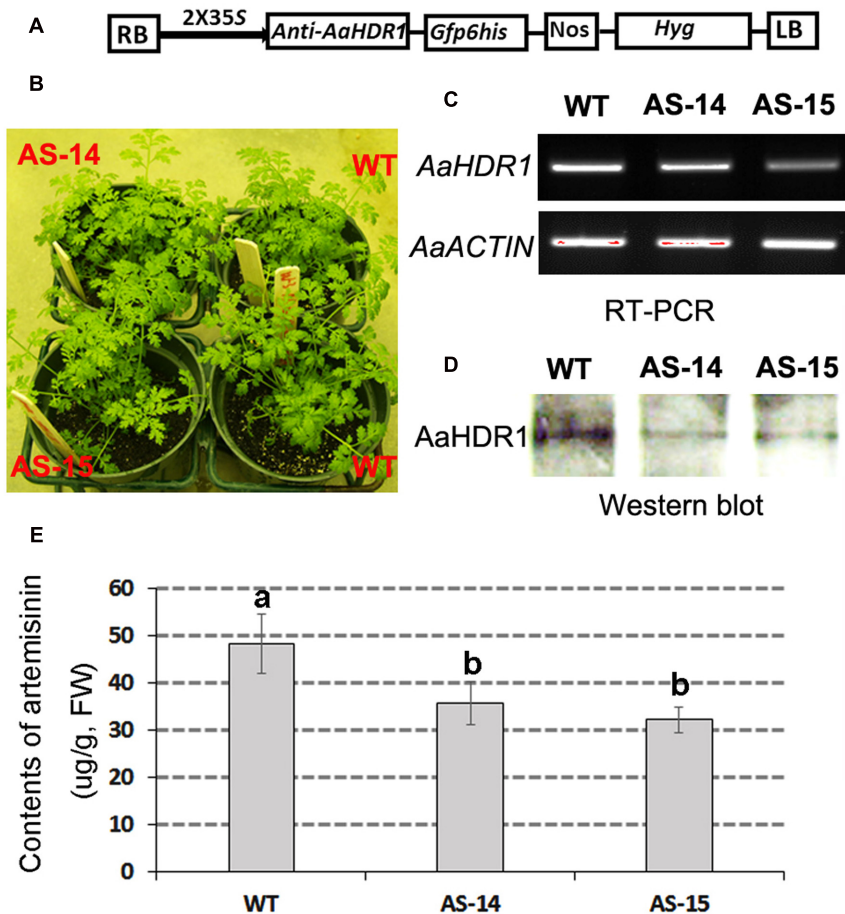 A
RB
2X35S
Anti-AaHDR1
Gfp6his
Nos
Hyg
LB
B
AS-14
WT
AS-15
WT
C
WT AS-14 AS-15
AaHDR1
AaACTIN
RT-PCR
D
WT AS-14 AS-15
AaHDR1
Western blot
E
Contents of artemisinin
(ug/g, FW)
60
50
40
30
20
10
0
a
b
b
WT AS-14 AS-15